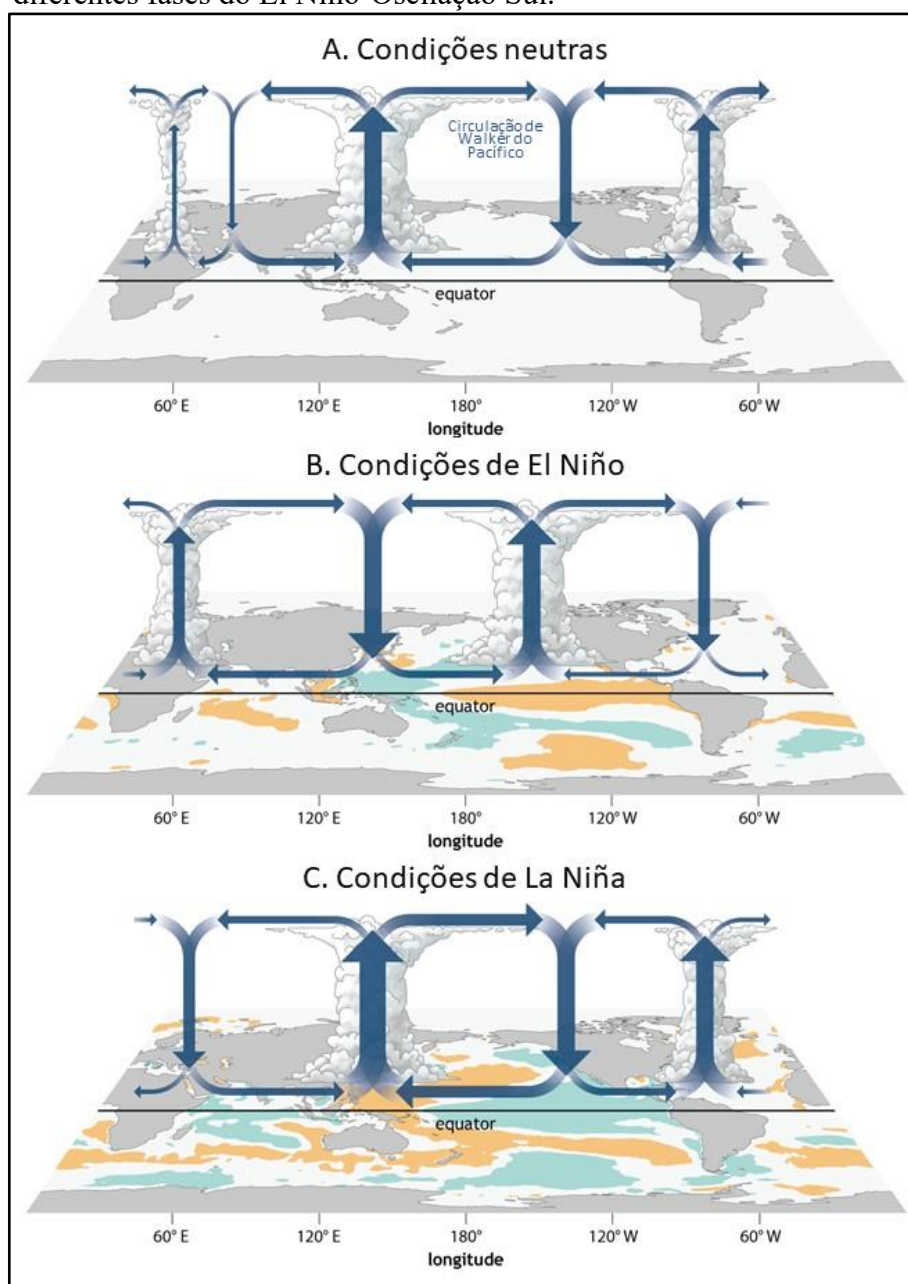 diferentes fases do El Niño-Oscilação Sul.
A. Condições neutras
Circulação de
Walker do
Pacífico
equator
60° E 120° E 180° 120° W 60° W
longitude
B. Condições de El Niño
equator
60° E 120° E 180° 120° W 60° W
longitude
C. Condições de La Niña
equator
60° E 120° E 180° 120° W 60° W
longitude